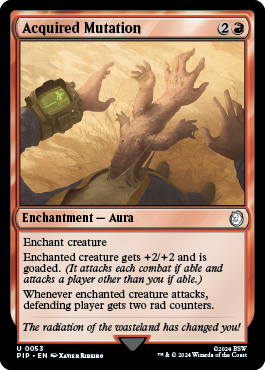 Acquired Mutation 2
Enchantment — Aura
Enchant creature
Enchanted creature gets +2/+2 and is
goaded. (It attacks each combat if able and
attacks a player other than you if able.)
Whenever enchanted creature attacks,
defending player gets two rad counters.
The radiation of the wasteland has changed you!
U 0053
©2024 BSW
PIP • EN Xavier Ribeiro
™ & © 2024 Wizards of the Coast